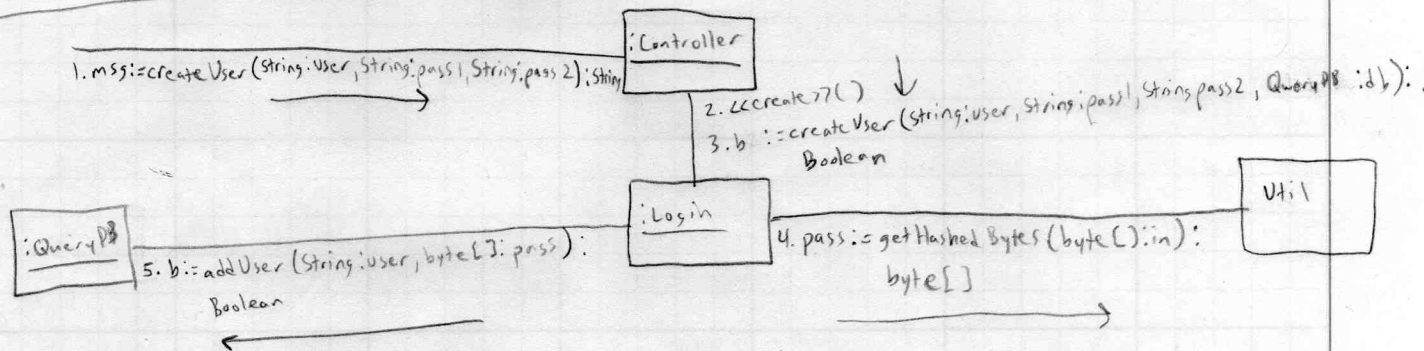 :Controller
1. msg:=createUser(String:user, String:pass1, String:pass2):String
2. <<create>>()
3. b :=createUser(String:user, String:pass1, String pass2, QueryDB :db):
Boolean
:QueryDB
:Login
Util
4. pass:=getHashedBytes(byte[]:in):
byte[]
5. b:=addUser(String:user, byte[]:pass):
Boolean